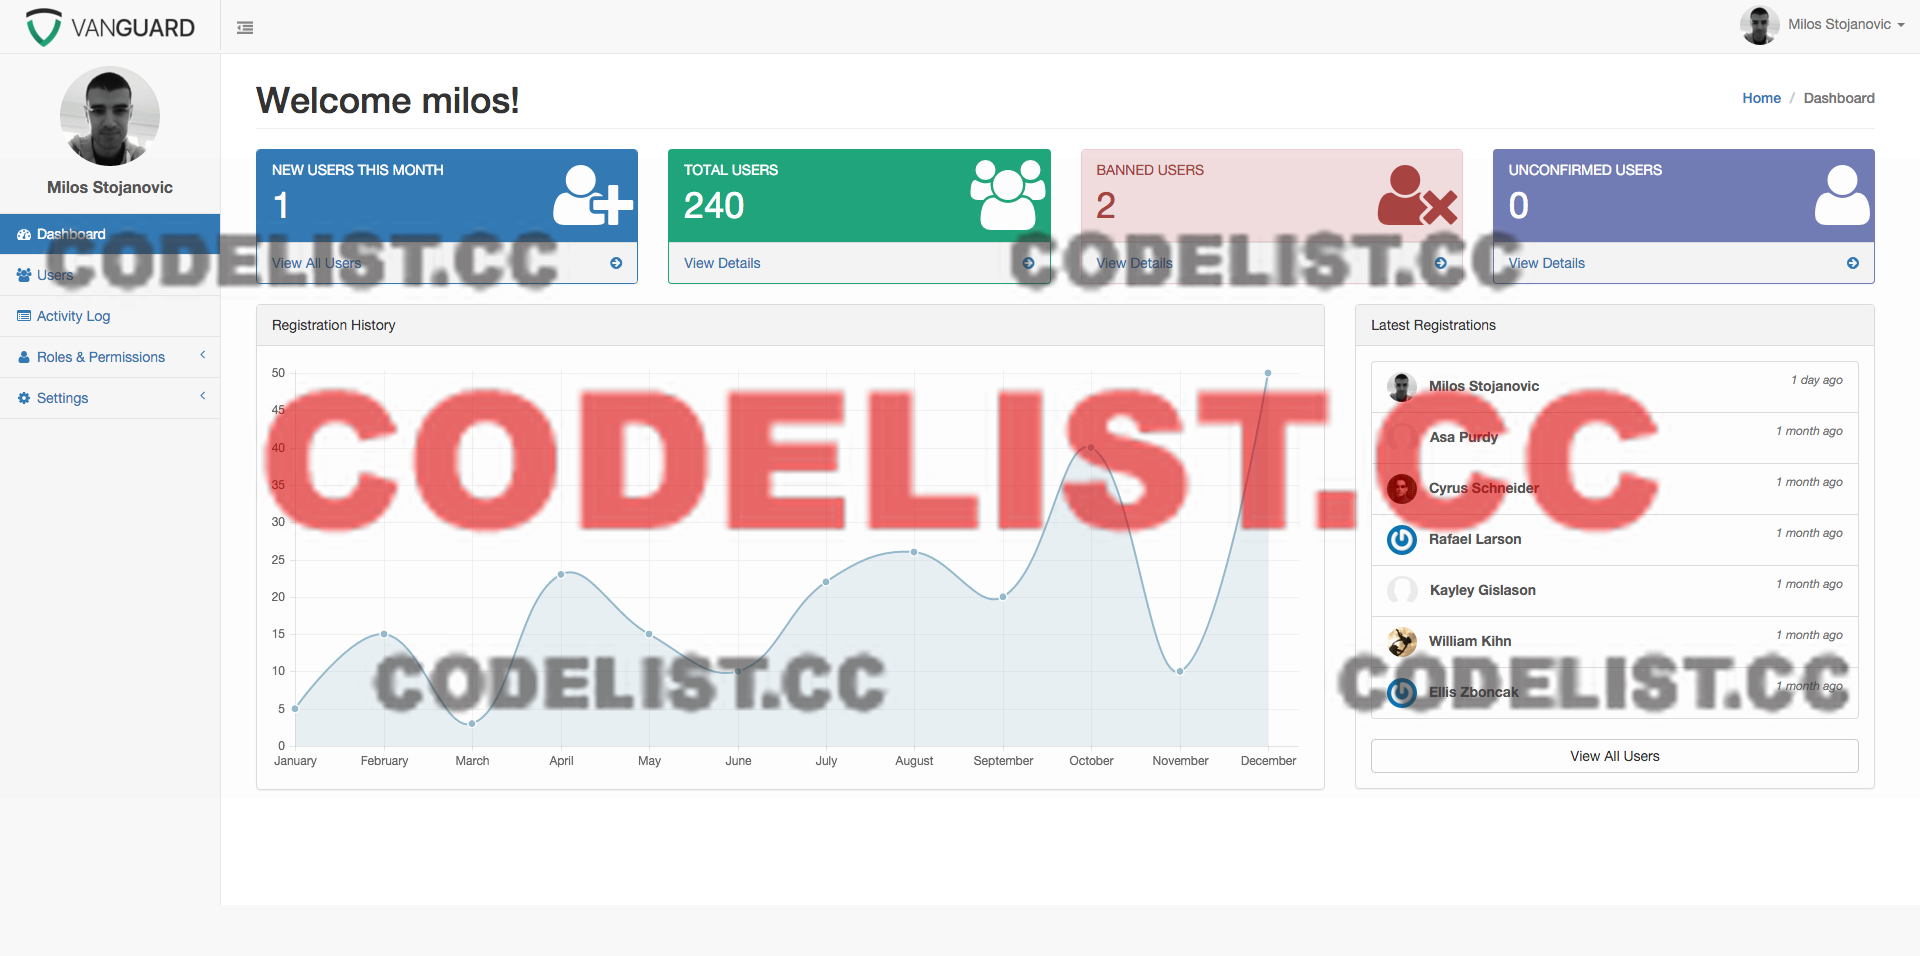 VANGUARD
Milos Stojanovic
Milos Stojanovic
Dashboard
Users
Activity Log
Roles & Permissions
Settings
Welcome milos!
Home / Dashboard
NEW USERS THIS MONTH
1
View All Users
TOTAL USERS
240
View Details
BANNED USERS
2
View Details
UNCONFIRMED USERS
0
View Details
CODELIST.CC
CODELIST.CC
Registration History
50
45
40
35
30
25
20
15
10
5
0
January February March April May June July August September October November December
CODELIST.CC
CODELIST.CC
CODELIST.CC
Latest Registrations
Milos Stojanovic 1 day ago
Asa Purdy 1 month ago
Cyrus Schneider 1 month ago
Rafael Larson 1 month ago
Kayley Gislason 1 month ago
William Kihn 1 month ago
Ellis Zboncak 1 month ago
View All Users